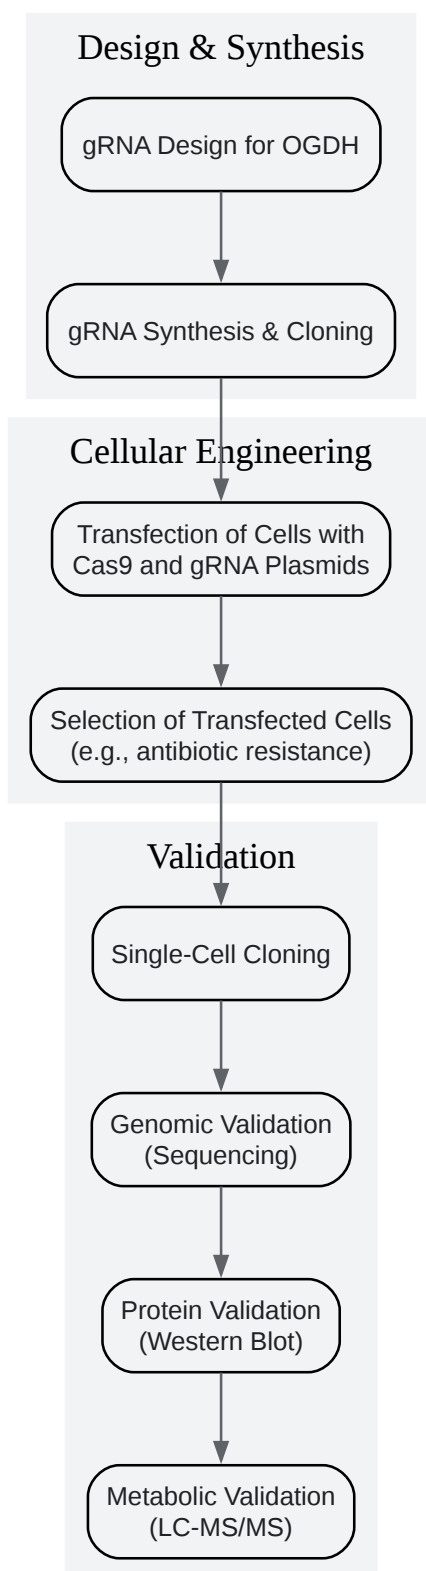 Design & Synthesis
gRNA Design for OGDH
gRNA Synthesis & Cloning
Cellular Engineering
Transfection of Cells with
Cas9 and gRNA Plasmids
Selection of Transfected Cells
(e.g., antibiotic resistance)
Validation
Single-Cell Cloning
Genomic Validation
(Sequencing)
Protein Validation
(Western Blot)
Metabolic Validation
(LC-MS/MS)